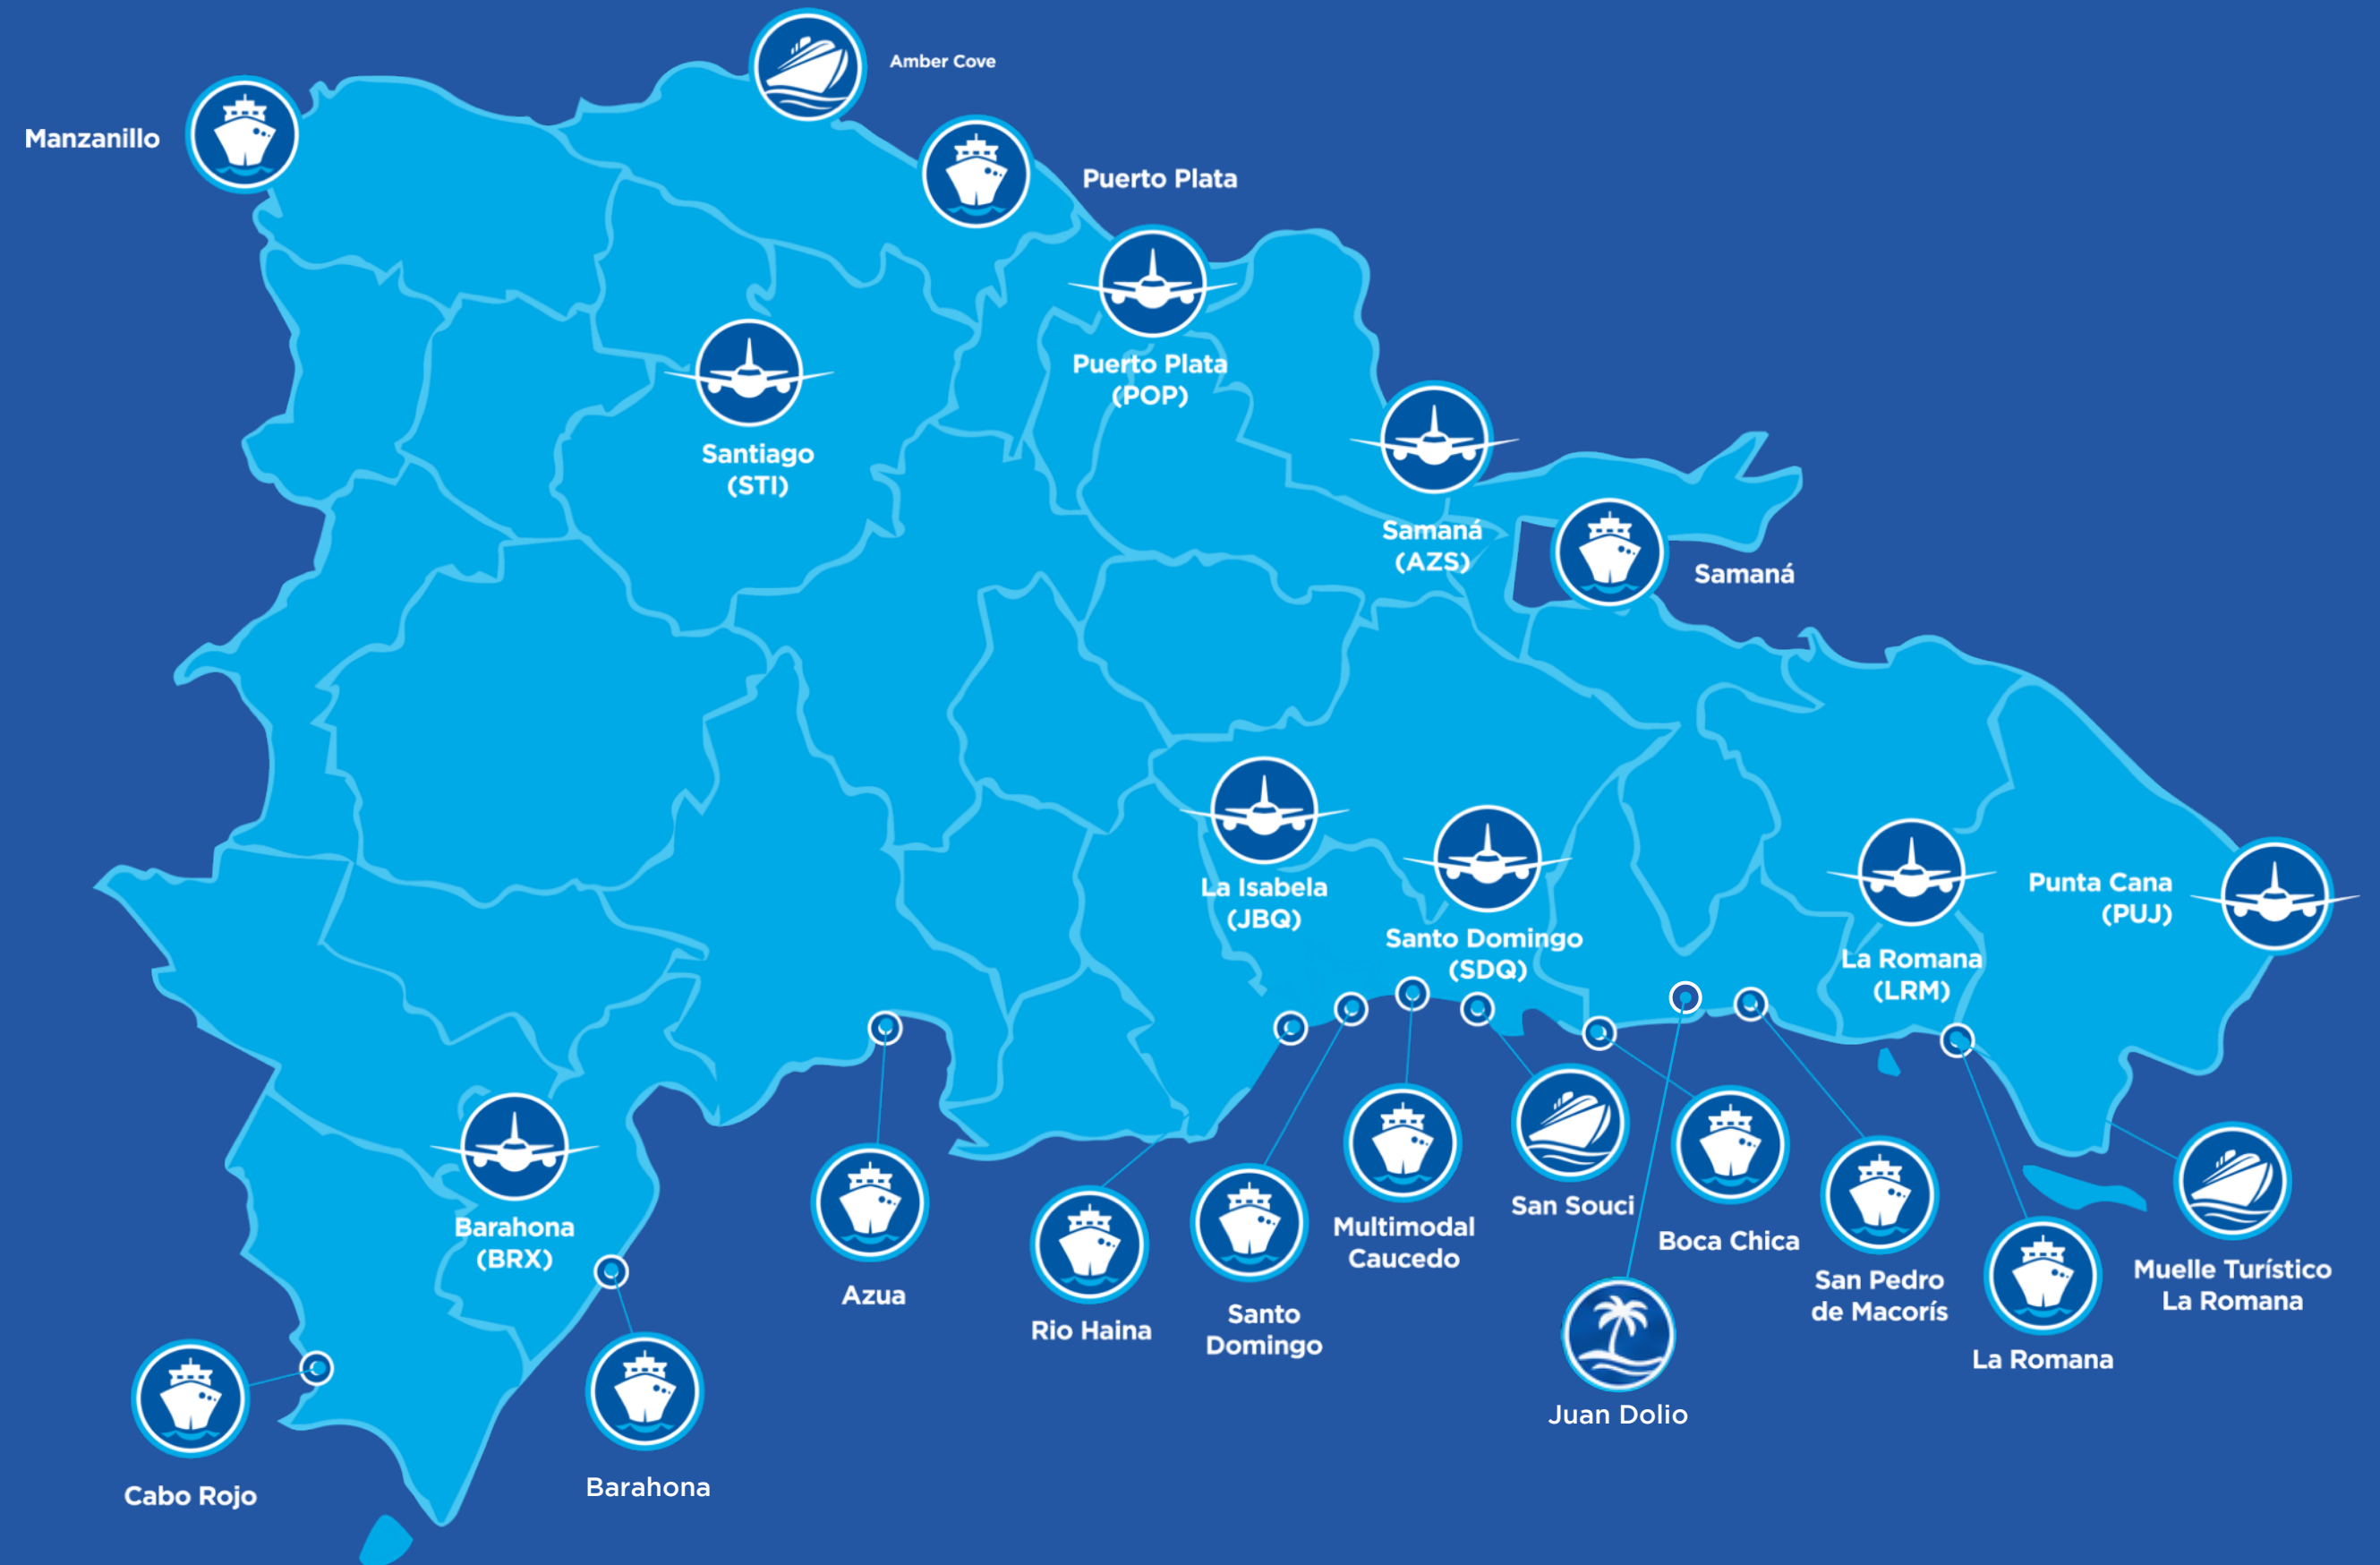 Amber Cove
Manzanillo
Puerto Plata
Puerto Plata
(POP)
Santiago
(STI)
Samaná
(AZS)
Samaná
La Isabela
(JBQ)
Santo Domingo
(SDQ)
La Romana
(LRM)
Punta Cana
(PUJ)
Barahona
(BRX)
Azua
Rio Haina
Santo
Domingo
Multimodal
Caucedo
San Souci
Boca Chica
San Pedro
de Macorís
Muelle Turístico
La Romana
La Romana
Juan Dolio
Cabo Rojo
Barahona